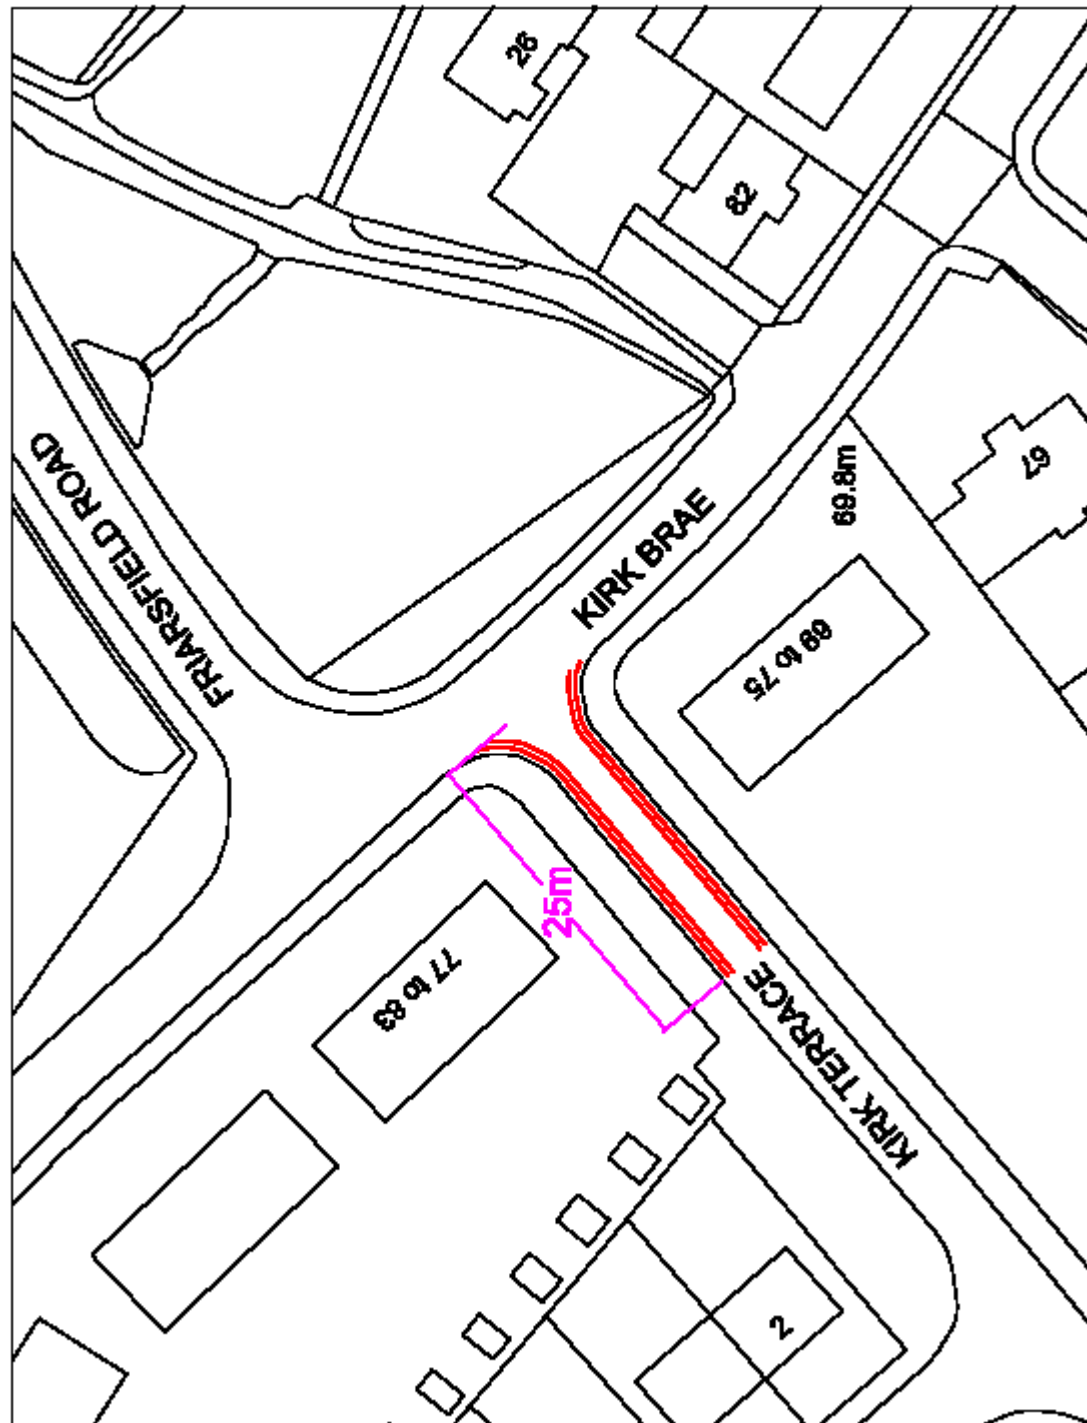 26
82
FRIARSFIELD ROAD
67
69.8m
KIRK BRAE
69 to 75
25m
77 to 83
KIRK TERRACE
2